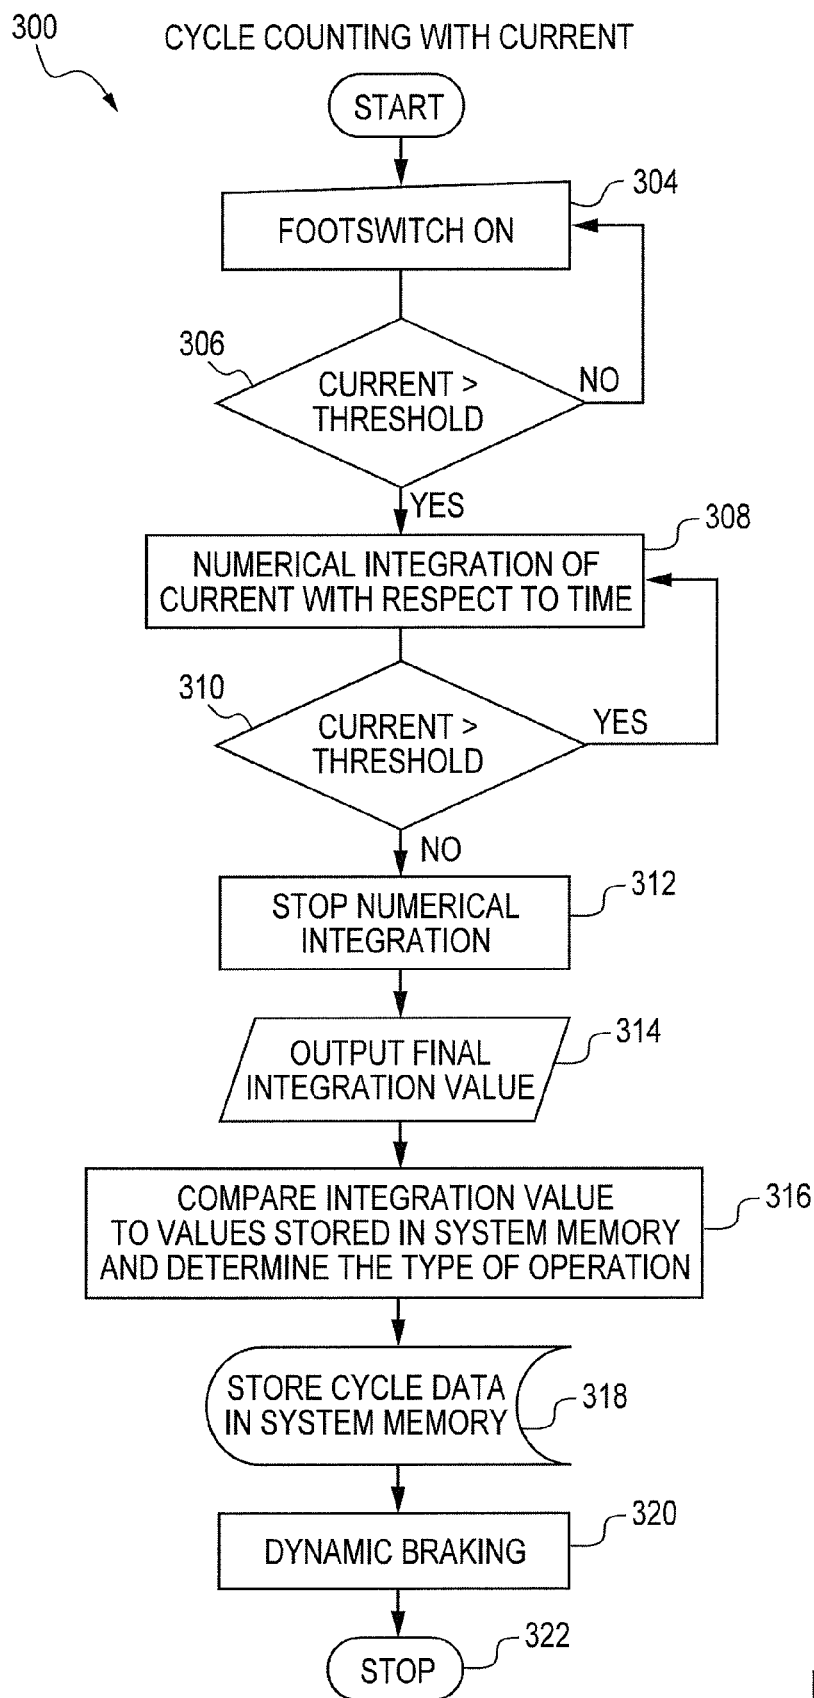 300
CYCLE COUNTING WITH CURRENT
START
304
FOOTSWITCH ON
306
CURRENT >
THRESHOLD
NO
YES
308
NUMERICAL INTEGRATION OF
CURRENT WITH RESPECT TO TIME
310
CURRENT >
THRESHOLD
YES
NO
312
STOP NUMERICAL
INTEGRATION
314
OUTPUT FINAL
INTEGRATION VALUE
316
COMPARE INTEGRATION VALUE
TO VALUES STORED IN SYSTEM MEMORY
AND DETERMINE THE TYPE OF OPERATION
STORE CYCLE DATA
IN SYSTEM MEMORY
318
320
DYNAMIC BRAKING
322
STOP